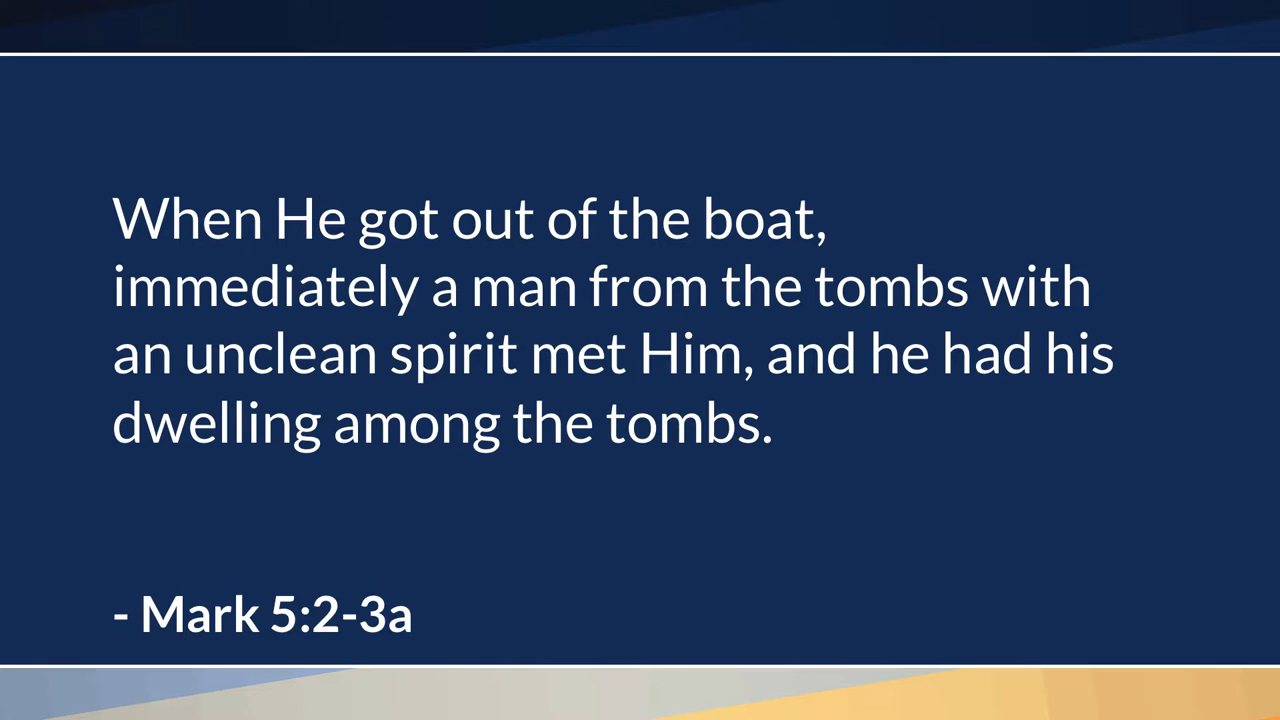 When He got out of the boat,
immediately a man from the tombs with
an unclean spirit met Him, and he had his
dwelling among the tombs.
- Mark 5:2-3a